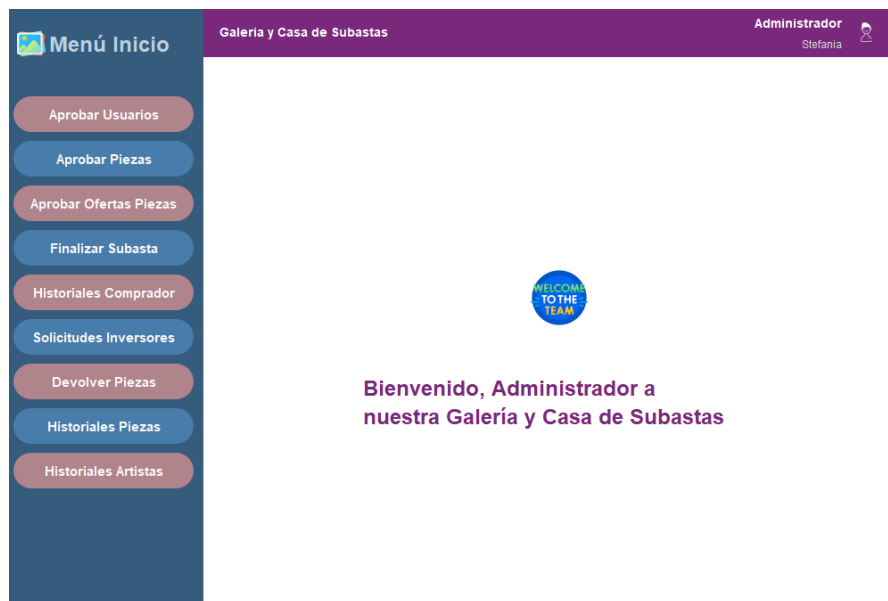 Menú Inicio
Galeria y Casa de Subastas
Administrador
Stefania
Aprobar Usuarios
Aprobar Piezas
Aprobar Ofertas Piezas
Finalizar Subasta
Historiales Comprador
Solicitudes Inversores
Devolver Piezas
Historiales Piezas
Historiales Artistas
WELCOME
TO THE
TEAM
Bienvenido, Administrador a
nuestra Galería y Casa de Subastas